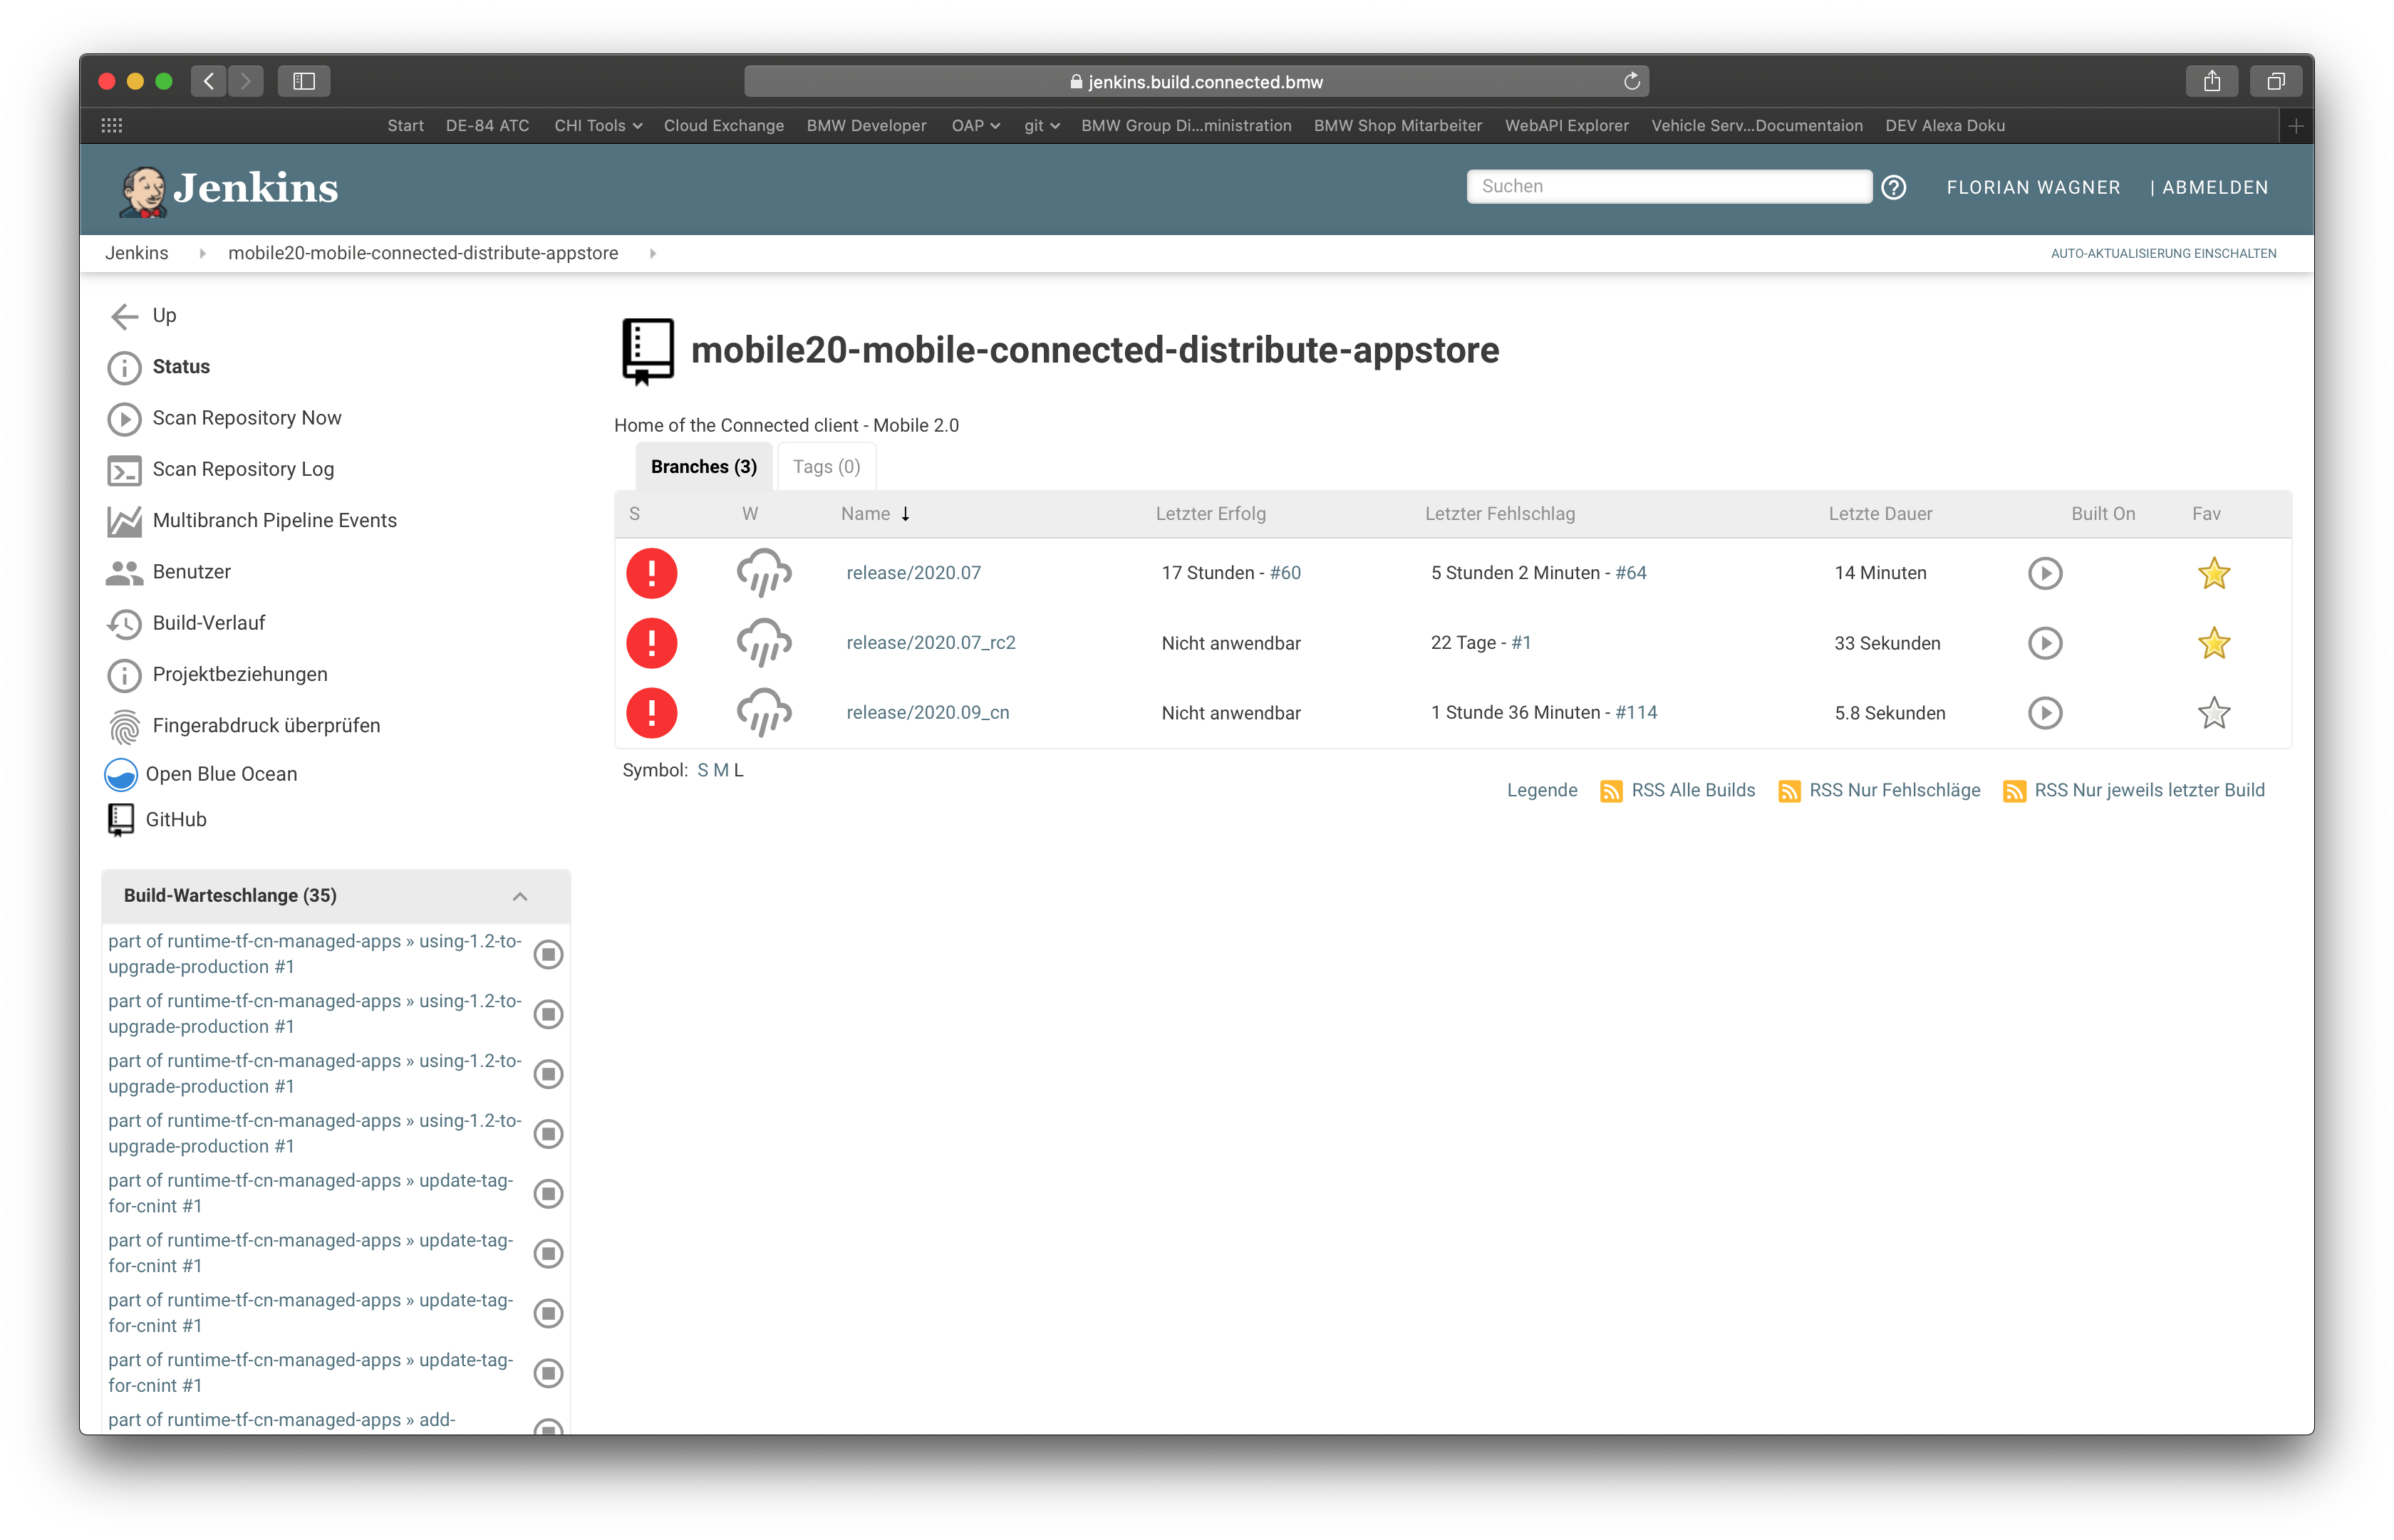 jenkins.build.connected.bmw
Start DE-84 ATC CHI Tools Cloud Exchange BMW Developer OAP git BMW Group Di...ministration BMW Shop Mitarbeiter WebAPI Explorer Vehicle Serv...Documentaion DEV Alexa Doku
Jenkins Suchen FLORIAN WAGNER | ABMELDEN
Jenkins mobile20-mobile-connected-distribute-appstore AUTO-AKTUALISIERUNG EINSCHALTEN
Up
Status
Scan Repository Now
Scan Repository Log
Multibranch Pipeline Events
Benutzer
Build-Verlauf
Projektbeziehungen
Fingerabdruck überprüfen
Open Blue Ocean
GitHub
Build-Warteschlange (35)
part of runtime-tf-cn-managed-apps » using-1.2-to-
upgrade-production #1
part of runtime-tf-cn-managed-apps » using-1.2-to-
upgrade-production #1
part of runtime-tf-cn-managed-apps » using-1.2-to-
upgrade-production #1
part of runtime-tf-cn-managed-apps » using-1.2-to-
upgrade-production #1
part of runtime-tf-cn-managed-apps » update-tag-
for-cnint #1
part of runtime-tf-cn-managed-apps » update-tag-
for-cnint #1
part of runtime-tf-cn-managed-apps » update-tag-
for-cnint #1
part of runtime-tf-cn-managed-apps » update-tag-
for-cnint #1
part of runtime-tf-cn-managed-apps » add-
mobile20-mobile-connected-distribute-appstore
Home of the Connected client - Mobile 2.0
Branches (3) Tags (0)
S W Name ↓ Letzter Erfolg Letzter Fehlschlag Letzte Dauer Built On Fav
release/2020.07 17 Stunden - #60 5 Stunden 2 Minuten - #64 14 Minuten
release/2020.07_rc2 Nicht anwendbar 22 Tage - #1 33 Sekunden
release/2020.09_cn Nicht anwendbar 1 Stunde 36 Minuten - #114 5.8 Sekunden
Symbol: S M L
Legende RSS Alle Builds RSS Nur Fehlschläge RSS Nur jeweils letzter Build